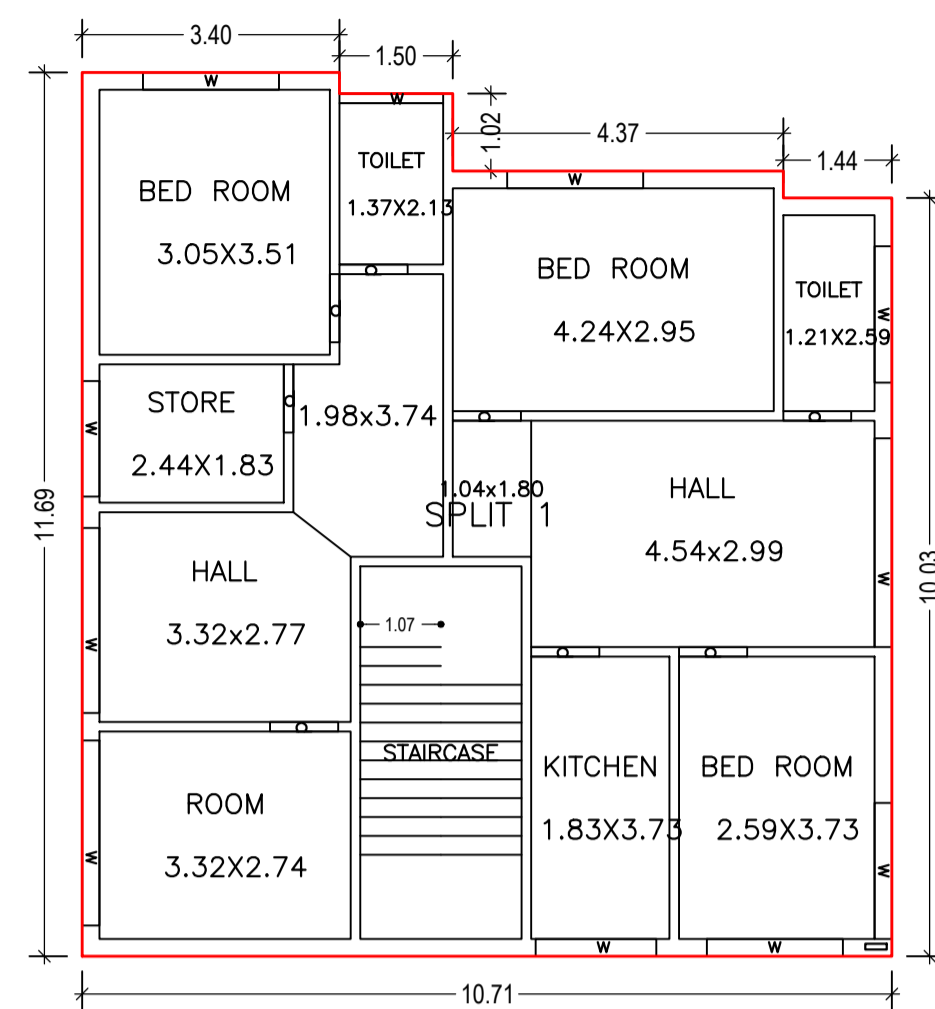 3.40
1.50
W
W
1.02
4.37
1.44
TOILET
1.37X2.13
BED ROOM
3.05X3.51
W
D
D
BED ROOM
4.24X2.95
TOILET
1.21X2.59
W
STORE
2.44X1.83
W
D
1.98x3.74
D
D
1.04x1.80
SPLIT 1
HALL
4.54x2.99
W
11.69
10.03
HALL
3.32x2.77
W
1.07
D
D
D
STAIRCASE
ROOM
3.32X2.74
W
KITCHEN
1.83X3.73
BED ROOM
2.59X3.73
W
W
W
10.71